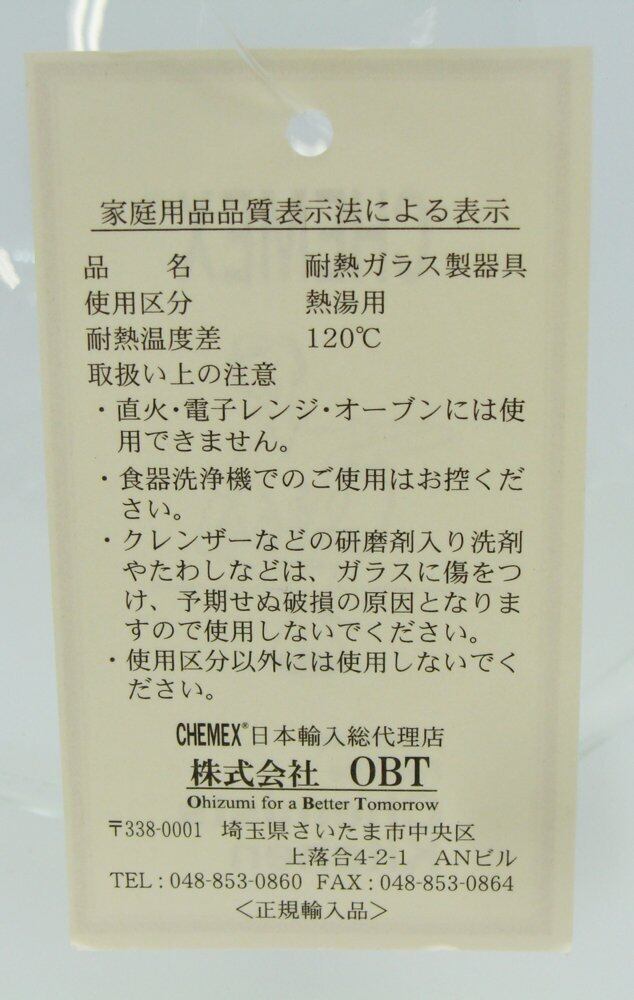 家庭用品品質表示法による表示
品　　名　　　　耐熱ガラス製器具
使用区分　　　　熱湯用
耐熱温度差　　　120℃
取扱い上の注意
・直火・電子レンジ・オーブンには使
用できません。
・食器洗浄機でのご使用はお控くだ
さい。
・クレンザーなどの研磨剤入り洗剤
やたわしなどは、ガラスに傷をつ
け、予期せぬ破損の原因となりま
すので使用しないでください。
・使用区分以外には使用しないでく
ださい。
CHEMEX®日本輸入総代理店
株式会社　OBT
Ohizumi for a Better Tomorrow
〒338-0001　埼玉県さいたま市中央区
上落合4-2-1　ANビル
TEL : 048-853-0860 FAX : 048-853-0864
＜正規輸入品＞